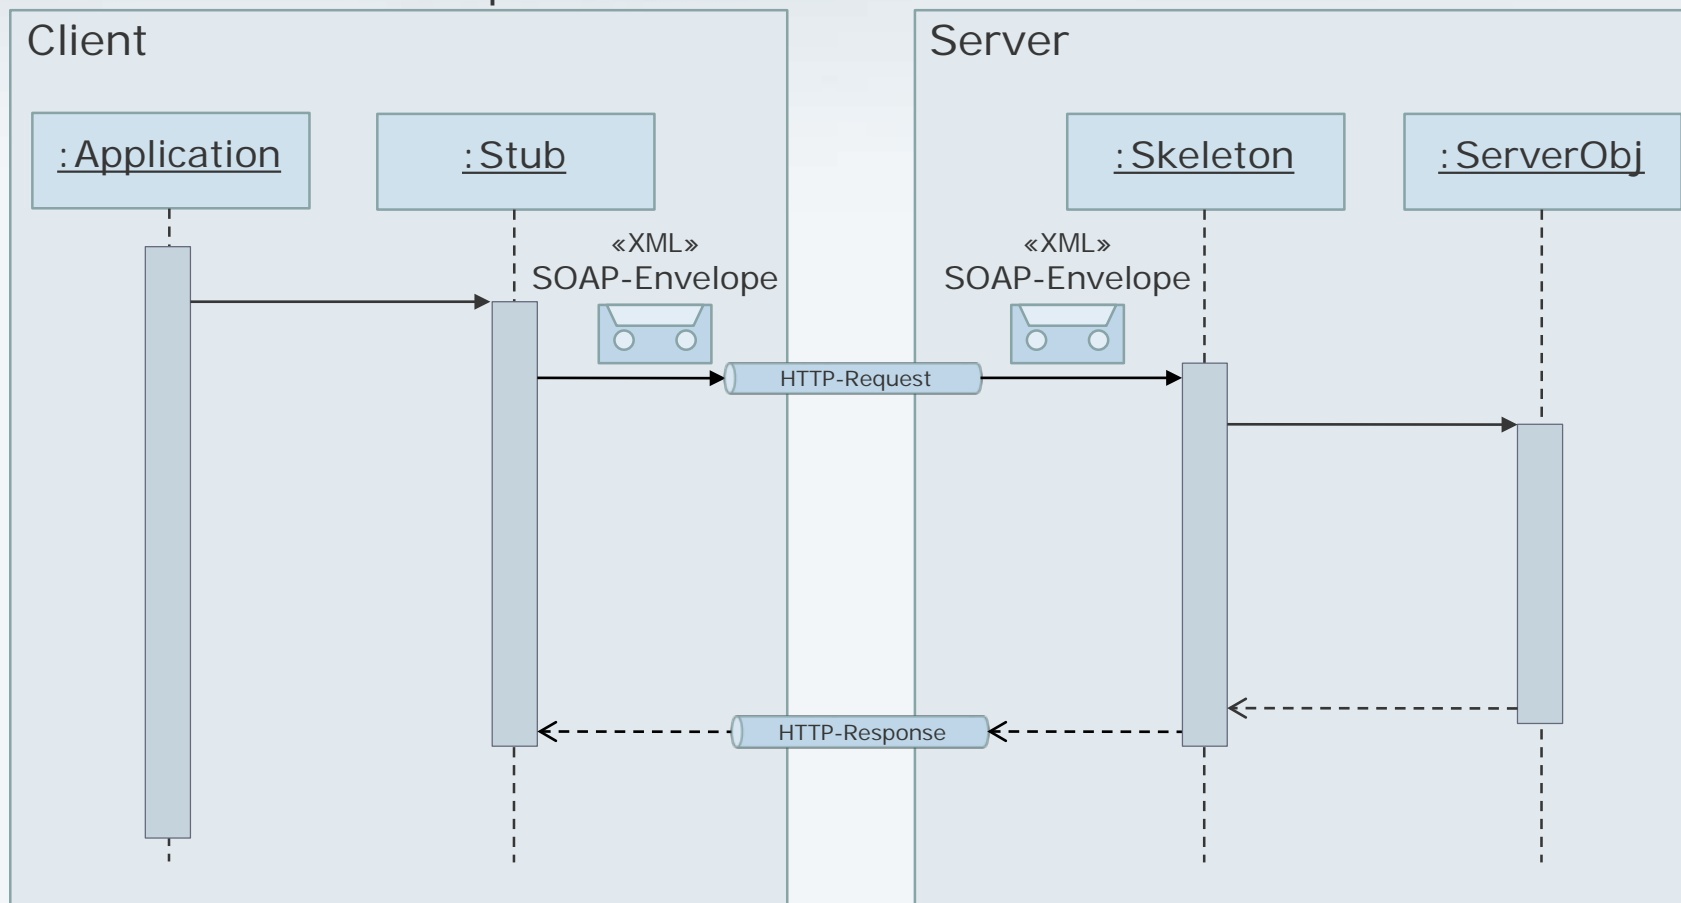 Client
Server
:Application
:Stub
:Skeleton
:ServerObj
«XML»
SOAP-Envelope
«XML»
SOAP-Envelope
HTTP-Request
HTTP-Response